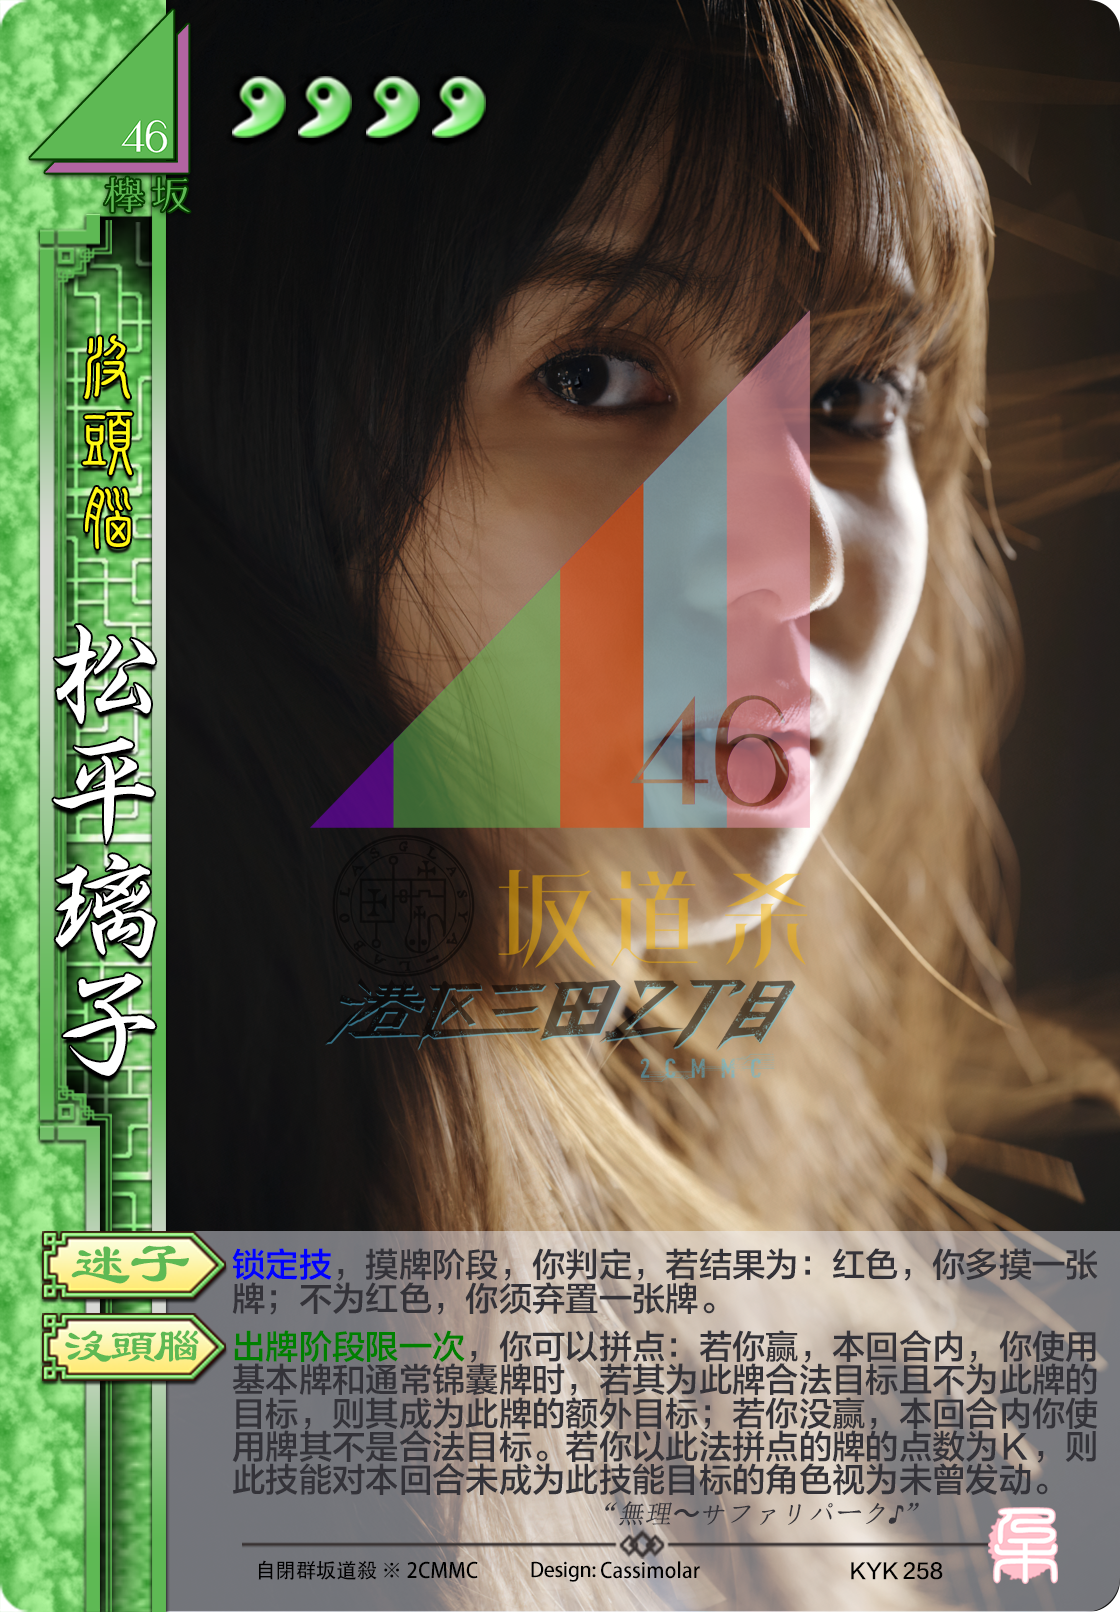 46
欅坂
沒頭腦
松平璃子
46
坂道杀
港区三田2丁目
2CMMC
迷子
锁定技，摸牌阶段，你判定，若结果为：红色，你多摸一张
牌；不为红色，你须弃置一张牌。
沒頭腦
出牌阶段限一次，你可以拼点：若你赢，本回合内，你使用
基本牌和通常锦囊牌时，若其为此牌合法目标且不为此牌的
目标，则其成为此牌的额外目标；若你没赢，本回合内你使
用牌其不是合法目标。若你以此法拼点的牌的点数为K，则
此技能对本回合未成为此技能目标的角色视为未曾发动。
“無理〜サファリパーク♪”
自閉群坂道殺 ※ 2CMMC Design: Cassimolar KYK 258